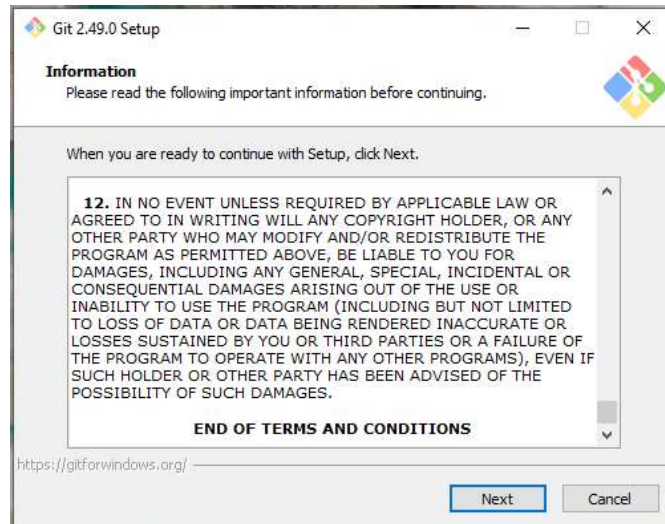 Git 2.49.0 Setup
Information
Please read the following important information before continuing.
When you are ready to continue with Setup, click Next.
12. IN NO EVENT UNLESS REQUIRED BY APPLICABLE LAW OR
AGREED TO IN WRITING WILL ANY COPYRIGHT HOLDER, OR ANY
OTHER PARTY WHO MAY MODIFY AND/OR REDISTRIBUTE THE
PROGRAM AS PERMITTED ABOVE, BE LIABLE TO YOU FOR
DAMAGES, INCLUDING ANY GENERAL, SPECIAL, INCIDENTAL OR
CONSEQUENTIAL DAMAGES ARISING OUT OF THE USE OR
INABILITY TO USE THE PROGRAM (INCLUDING BUT NOT LIMITED
TO LOSS OF DATA OR DATA BEING RENDERED INACCURATE OR
LOSSES SUSTAINED BY YOU OR THIRD PARTIES OR A FAILURE OF
THE PROGRAM TO OPERATE WITH ANY OTHER PROGRAMS), EVEN IF
SUCH HOLDER OR OTHER PARTY HAS BEEN ADVISED OF THE
POSSIBILITY OF SUCH DAMAGES.
END OF TERMS AND CONDITIONS
https://gitforwindows.org/
Next
Cancel